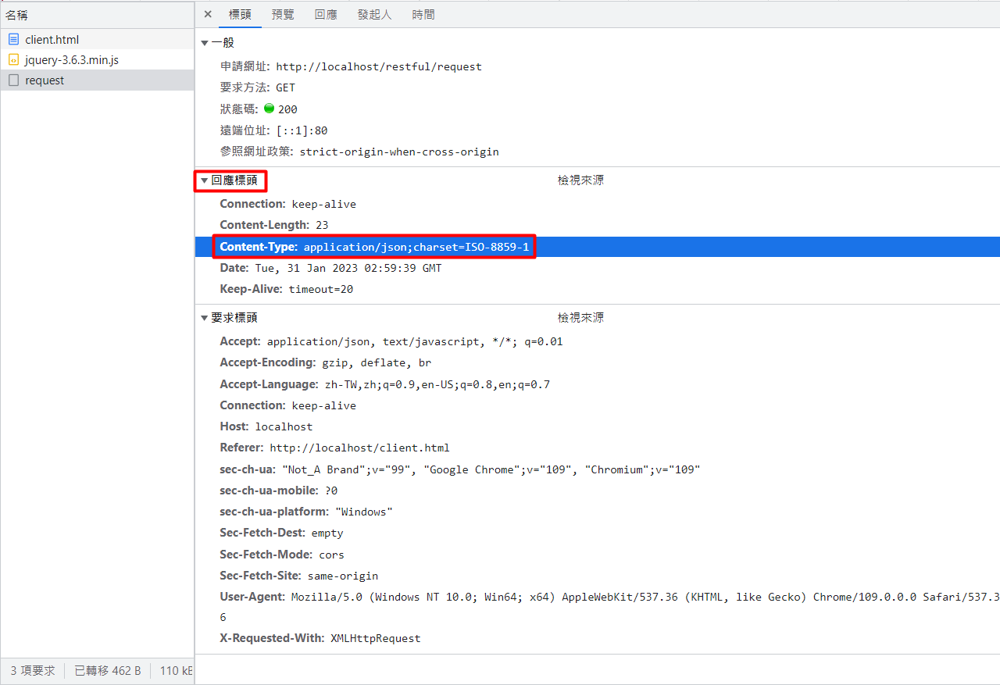 名稱
client.html
jquery-3.6.3.min.js
request
3 項要求 已轉移 462 B 110 kE
× 標頭 預覽 回應 發起人 時間
▼一般
申請網址: http://localhost/restful/request
要求方法: GET
狀態碼: 200
遠端位址: [::1]:80
參照網址政策: strict-origin-when-cross-origin
▼回應標頭 檢視來源
Connection: keep-alive
Content-Length: 23
Content-Type: application/json;charset=ISO-8859-1
Date: Tue, 31 Jan 2023 02:59:39 GMT
Keep-Alive: timeout=20
▼要求標頭 檢視來源
Accept: application/json, text/javascript, */*; q=0.01
Accept-Encoding: gzip, deflate, br
Accept-Language: zh-TW,zh;q=0.9,en-US;q=0.8,en;q=0.7
Connection: keep-alive
Host: localhost
Referer: http://localhost/client.html
sec-ch-ua: "Not_A Brand";v="99", "Google Chrome";v="109", "Chromium";v="109"
sec-ch-ua-mobile: ?0
sec-ch-ua-platform: "Windows"
Sec-Fetch-Dest: empty
Sec-Fetch-Mode: cors
Sec-Fetch-Site: same-origin
User-Agent: Mozilla/5.0 (Windows NT 10.0; Win64; x64) AppleWebKit/537.36 (KHTML, like Gecko) Chrome/109.0.0.0 Safari/537.3
6
X-Requested-With: XMLHttpRequest